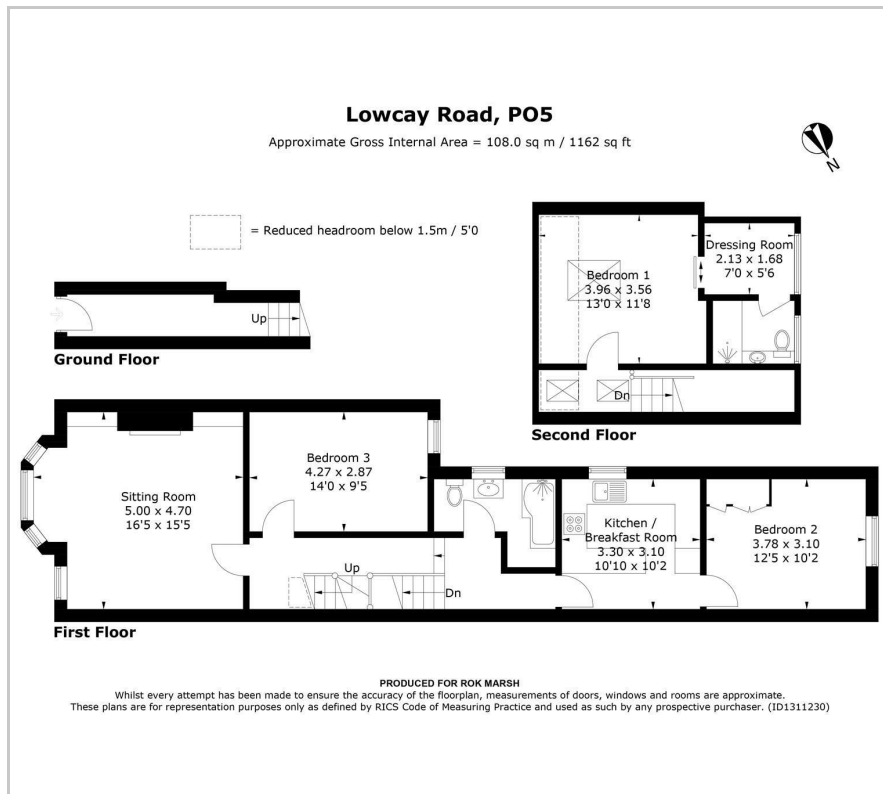 Lowcay Road, PO5
Approximate Gross Internal Area = 108.0 sq m / 1162 sq ft
N
= Reduced headroom below 1.5m / 5'0
Up
Ground Floor
Dressing Room
2.13 x 1.68
7'0 x 5'6
Bedroom 1
3.96 x 3.56
13'0 x 11'8
Dn
Second Floor
Sitting Room
5.00 x 4.70
16'5 x 15'5
Bedroom 3
4.27 x 2.87
14'0 x 9'5
Up
Dn
Kitchen /
Breakfast Room
3.30 x 3.10
10'10 x 10'2
Bedroom 2
3.78 x 3.10
12'5 x 10'2
First Floor
PRODUCED FOR ROK MARSH
Whilst every attempt has been made to ensure the accuracy of the floorplan, measurements of doors, windows and rooms are approximate.
These plans are for representation purposes only as defined by RICS Code of Measuring Practice and used as such by any prospective purchaser. (ID1311230)